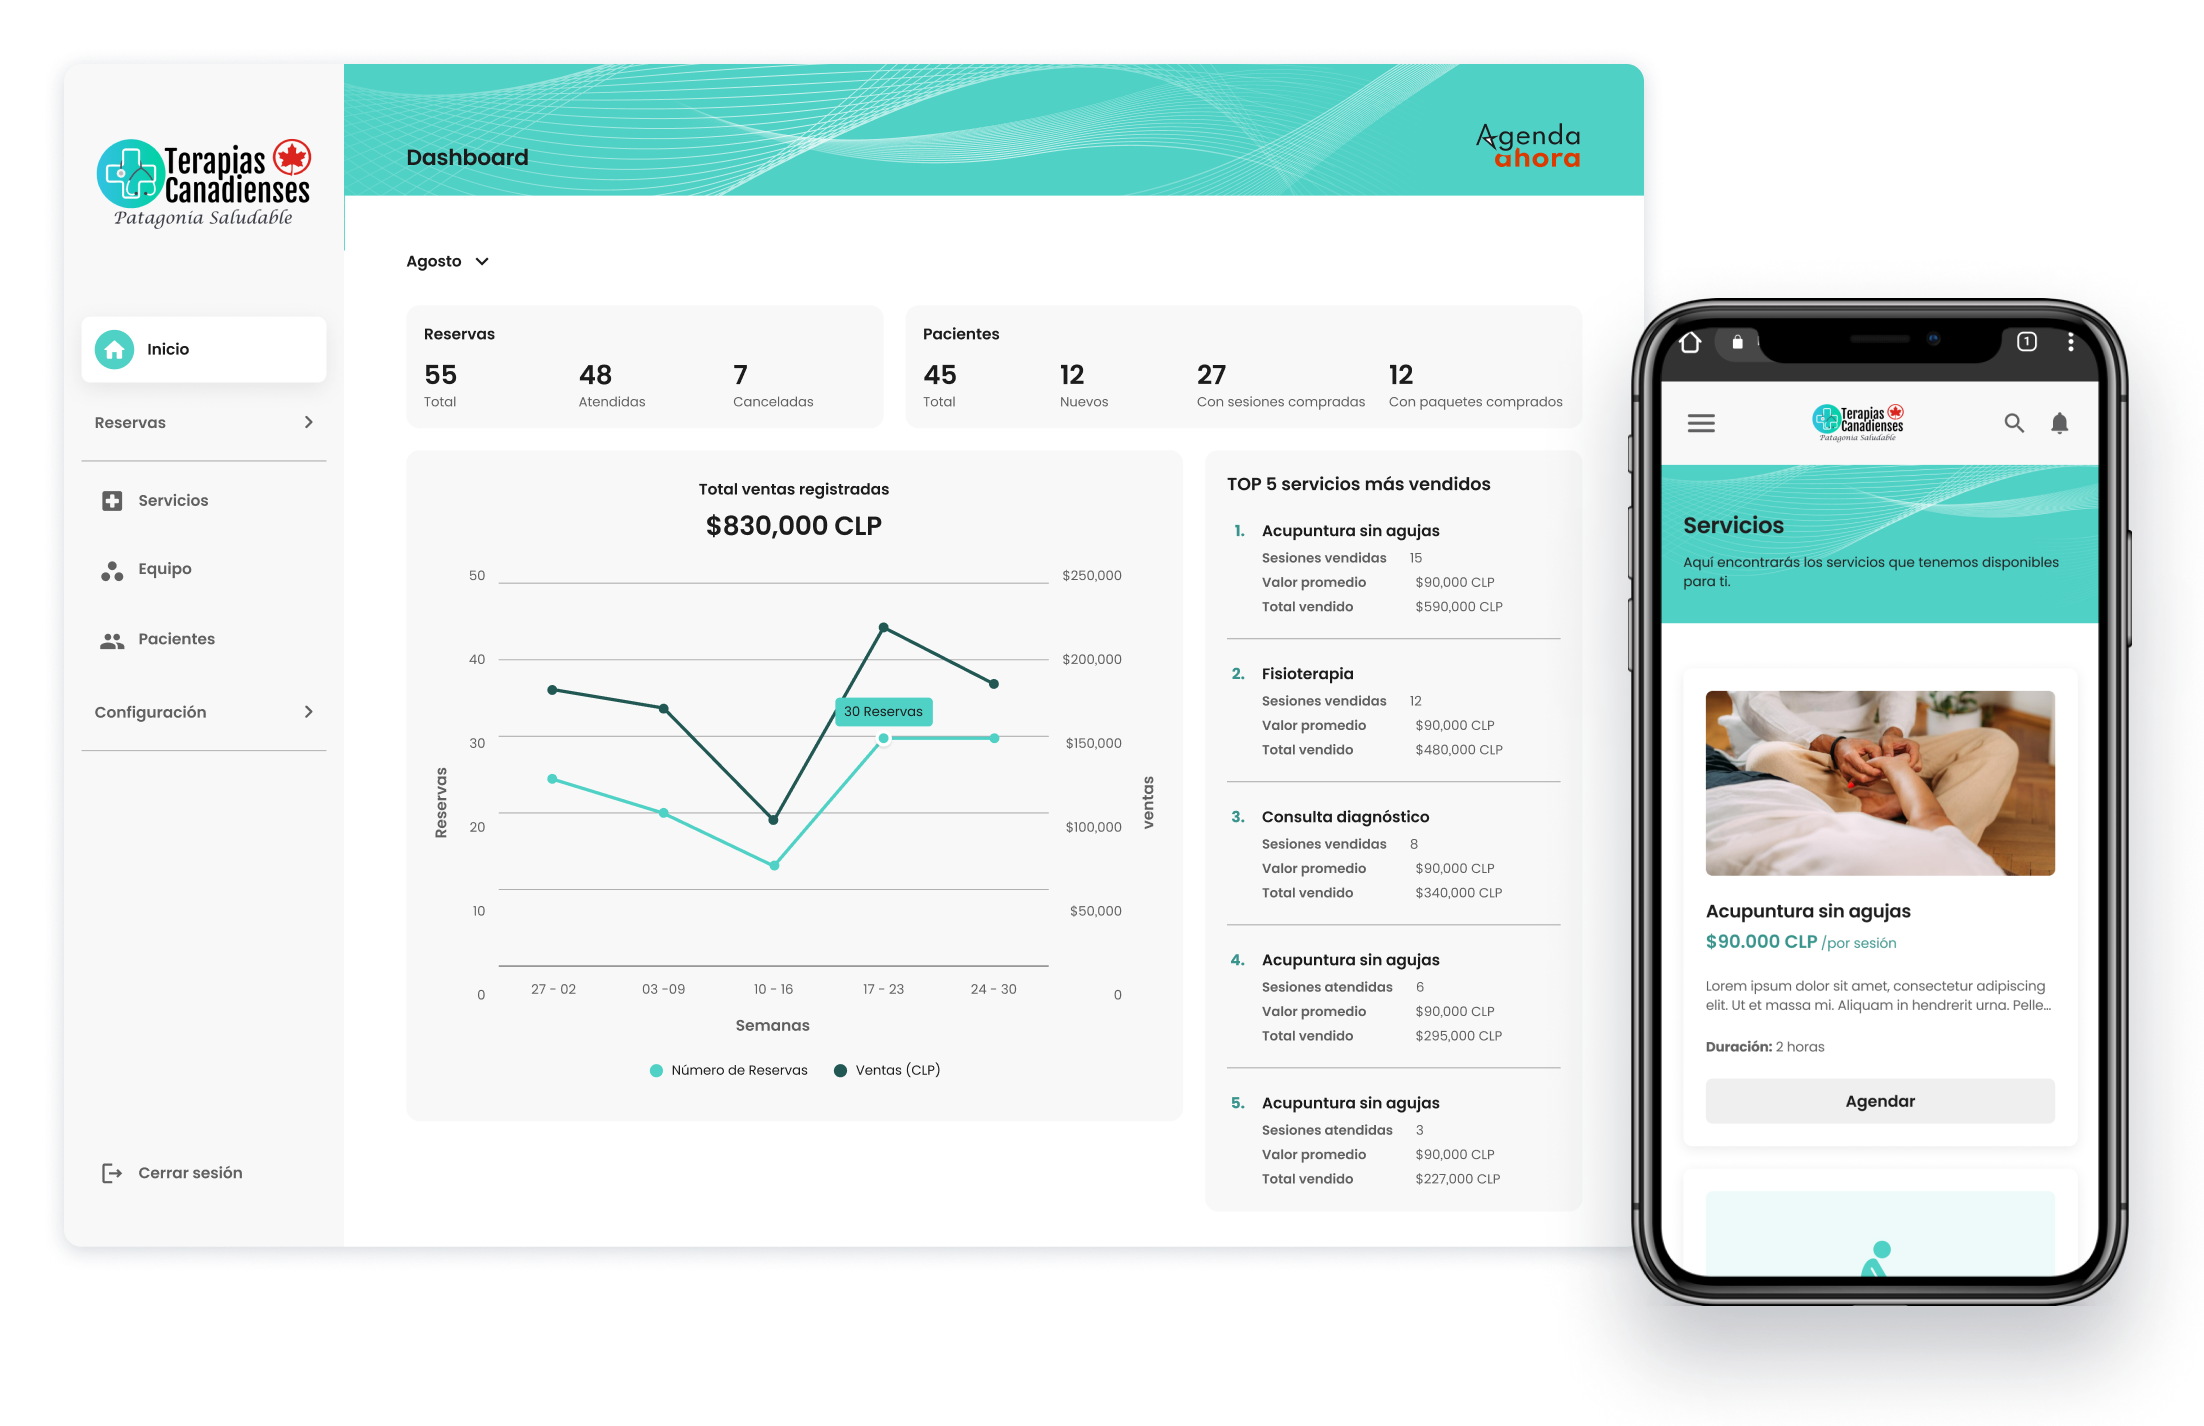 Terapias
Canadienses
Patagonia Saludable
Inicio
Reservas
Servicios
Equipo
Pacientes
Configuración
Cerrar sesión
Dashboard
Agenda
ahora
Agosto
Reservas
55 48 7
Total Atendidas Canceladas
Pacientes
45 12 27 12
Total Nuevos Con sesiones compradas Con paquetes comprados
Total ventas registradas
$830,000 CLP
50 $250,000
40 $200,000
30 Reservas
30 $150,000
20 $100,000
10 $50,000
0 0
Reservas
ventas
27 - 02 03 -09 10 - 16 17 - 23 24 - 30
Semanas
Número de Reservas Ventas (CLP)
TOP 5 servicios más vendidos
1. Acupuntura sin agujas
Sesiones vendidas 15
Valor promedio $90,000 CLP
Total vendido $590,000 CLP
2. Fisioterapia
Sesiones vendidas 12
Valor promedio $90,000 CLP
Total vendido $480,000 CLP
3. Consulta diagnóstico
Sesiones vendidas 8
Valor promedio $90,000 CLP
Total vendido $340,000 CLP
4. Acupuntura sin agujas
Sesiones atendidas 6
Valor promedio $90,000 CLP
Total vendido $295,000 CLP
5. Acupuntura sin agujas
Sesiones atendidas 3
Valor promedio $90,000 CLP
Total vendido $227,000 CLP
1
Terapias
Canadienses
Patagonia Saludable
Servicios
Aquí encontrarás los servicios que tenemos disponibles
para ti.
Acupuntura sin agujas
$90.000 CLP /por sesión
Lorem ipsum dolor sit amet, consectetur adipiscing
elit. Ut et massa mi. Aliquam in hendrerit urna. Pelle...
Duración: 2 horas
Agendar